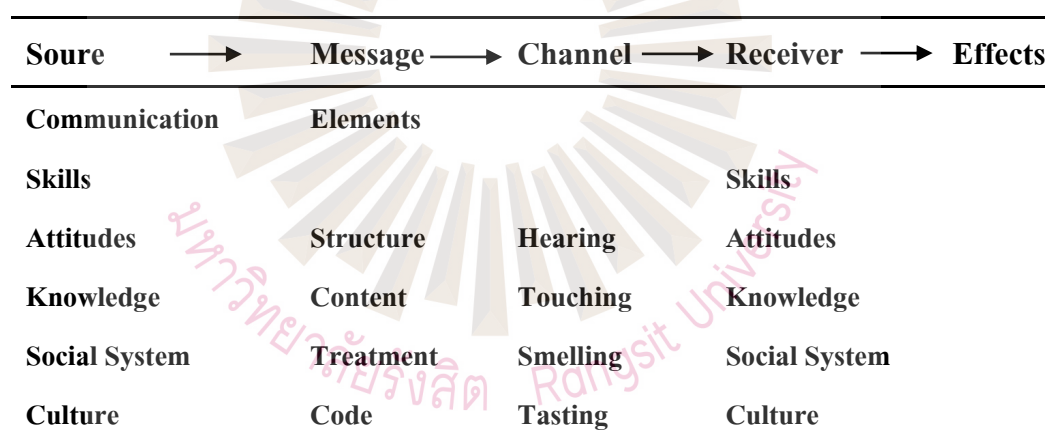 Soure → Message → Channel → Receiver → Effects
Communication Elements
Skills Skills
Attitudes Structure Hearing Attitudes
Knowledge Content Touching Knowledge
Social System Treatment Smelling Social System
Culture Code Tasting Culture
มหาวิทยาลัยรังสิต Rangsit University